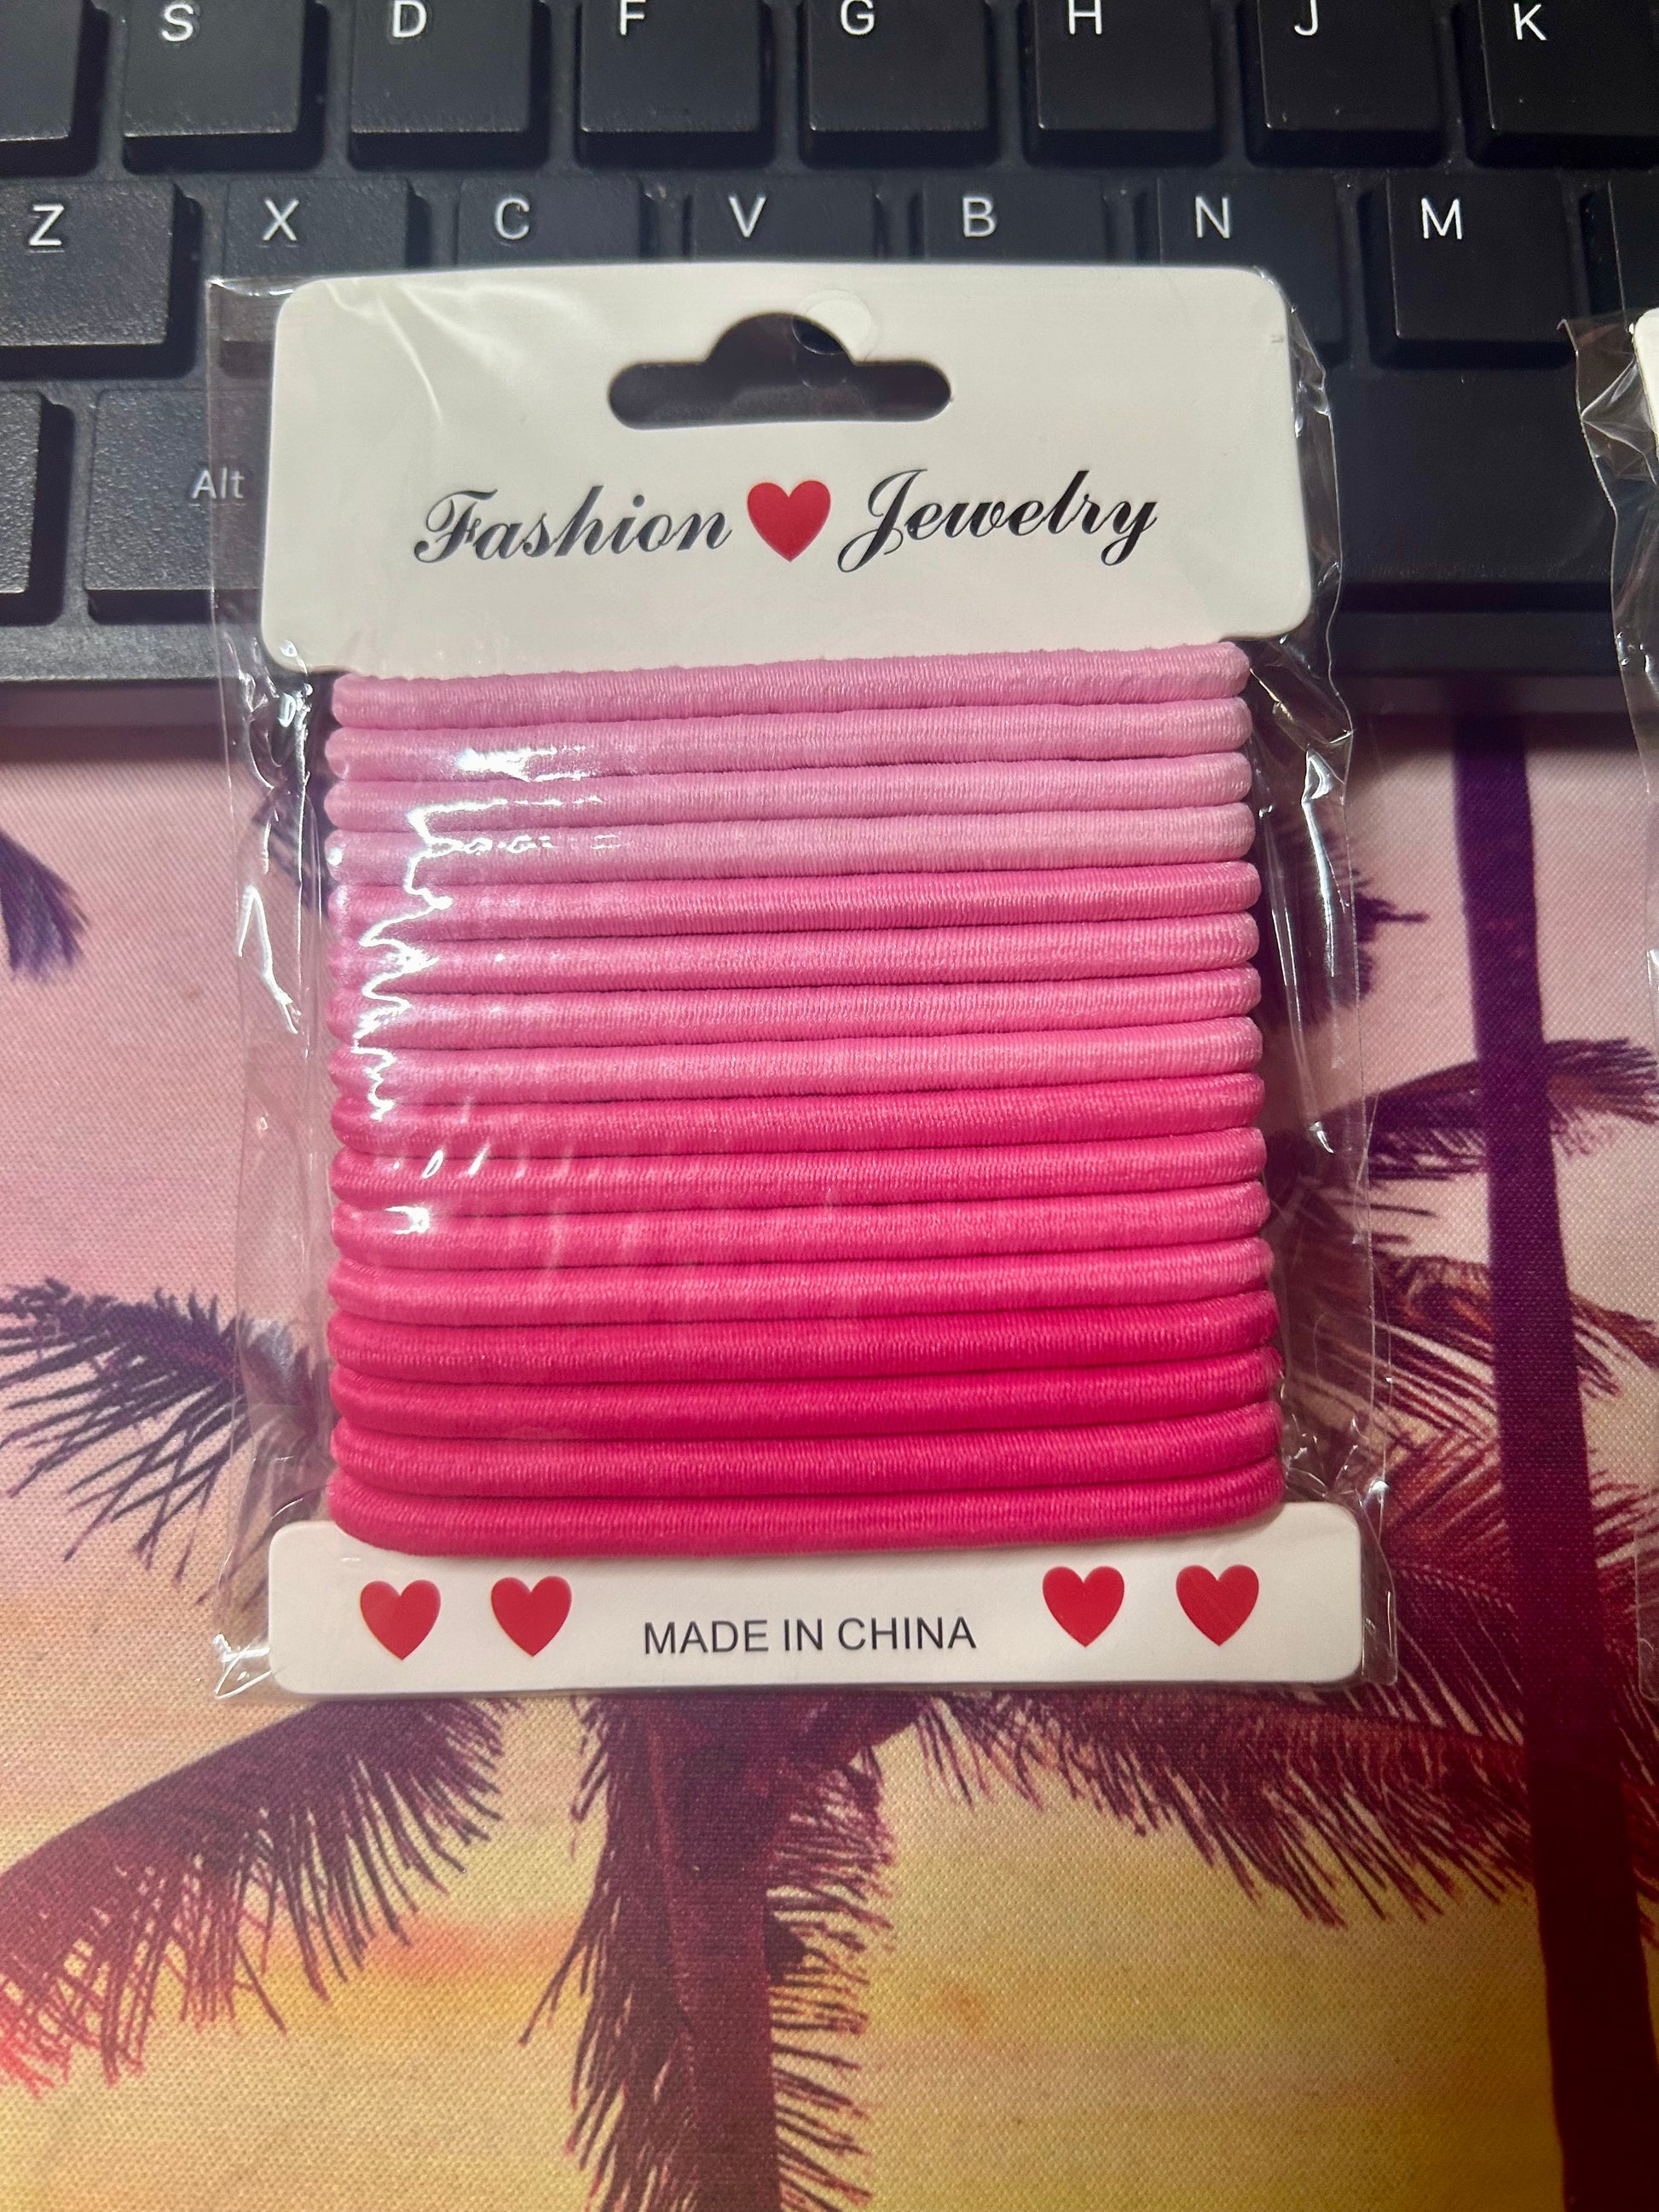 S D F G H J K
Z X C V B N M
Alt
Fashion Jewelry
MADE IN CHINA